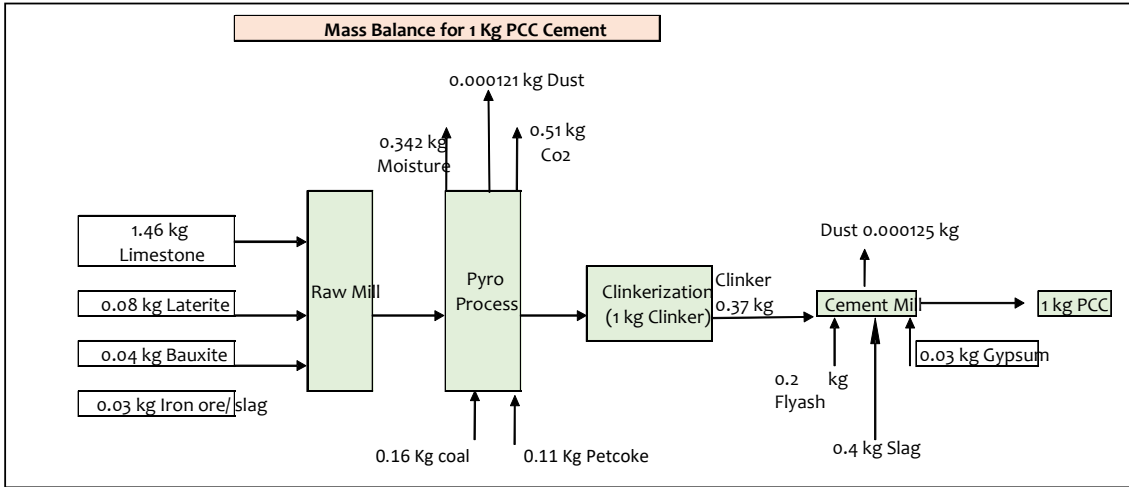 Mass Balance for 1 Kg PCC Cement
0.000121 kg Dust
0.342 kg
Moisture
0.51 kg
Co2
1.46 kg
Limestone
0.08 kg Laterite
0.04 kg Bauxite
0.03 kg Iron ore/ slag
Raw Mill
Pyro
Process
0.16 Kg coal
0.11 Kg Petcoke
Clinkerization
(1 kg Clinker)
Clinker
0.37 kg
Dust 0.000125 kg
Cement Mill
1 kg PCC
0.03 kg Gypsum
0.2 kg
Flyash
0.4 kg Slag